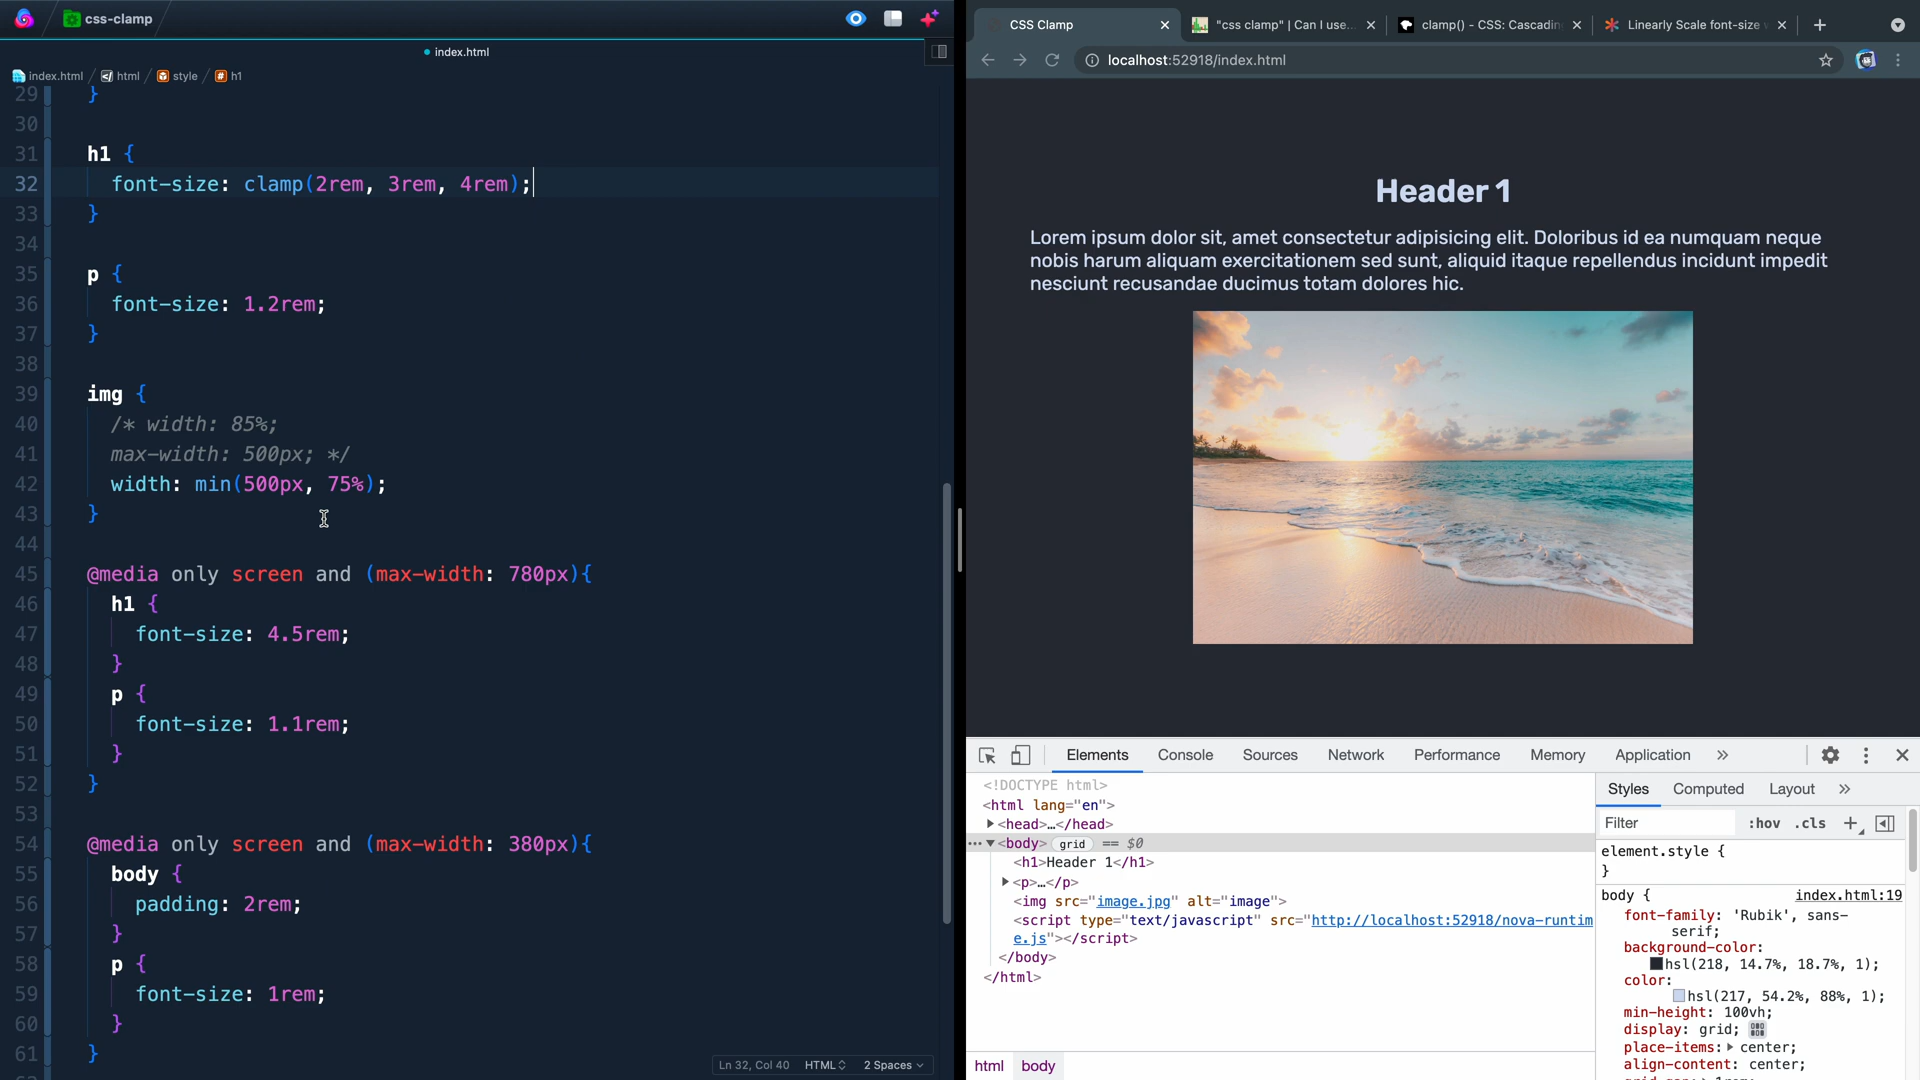 css-clamp
index.html
index.html html style h1
29 }
30
31 h1 {
32 font-size: clamp(2rem, 3rem, 4rem);
33 }
34
35 p {
36 font-size: 1.2rem;
37 }
38
39 img {
40 /* width: 85%;
41 max-width: 500px; */
42 width: min(500px, 75%);
43 }
44
45 @media only screen and (max-width: 780px){
46 h1 {
47 font-size: 4.5rem;
48 }
49 p {
50 font-size: 1.1rem;
51 }
52 }
53
54 @media only screen and (max-width: 380px){
55 body {
56 padding: 2rem;
57 }
58 p {
59 font-size: 1rem;
60 }
61 }
Ln 32, Col 40 HTML 2 Spaces
CSS Clamp "css clamp" | Can I use... clamp() - CSS: Cascading Linearly Scale font-size
localhost:52918/index.html
Header 1
Lorem ipsum dolor sit, amet consectetur adipisicing elit. Doloribus id ea numquam neque
nobis harum aliquam exercitationem sed sunt, aliquid itaque repellendus incidunt impedit
nesciunt recusandae ducimus totam dolores hic.
Elements Console Sources Network Performance Memory Application »
<!DOCTYPE html>
<html lang="en">
<head>…</head>
<body> grid == $0
<h1>Header 1</h1>
<p>…</p>
<img src="image.jpg" alt="image">
<script type="text/javascript" src="http://localhost:52918/nova-runtim
e.js"></script>
</body>
</html>
html body
Styles Computed Layout »
Filter :hov .cls +
element.style {
}
body { index.html:19
font-family: 'Rubik', sans-
serif;
background-color:
hsl(218, 14.7%, 18.7%, 1);
color:
hsl(217, 54.2%, 88%, 1);
min-height: 100vh;
display: grid;
place-items: center;
align-content: center;